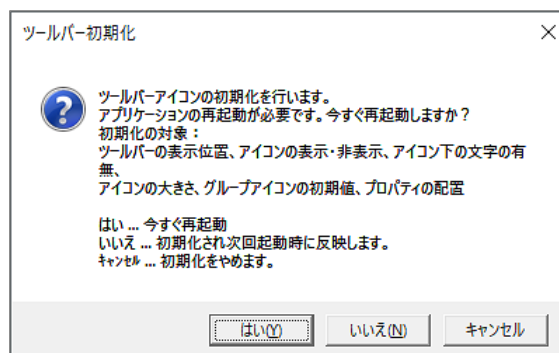 ツールバー初期化
ツールバーアイコンの初期化を行います。
アプリケーションの再起動が必要です。今すぐ再起動しますか？
初期化の対象：
ツールバーの表示位置、アイコンの表示・非表示、アイコン下の文字の有
無、
アイコンの大きさ、グループアイコンの初期値、プロパティの配置
はい ... 今すぐ再起動
いいえ ... 初期化され次回起動時に反映します。
ｷｬﾝｾﾙ ... 初期化をやめます。
はい(Y) いいえ(N) キャンセル